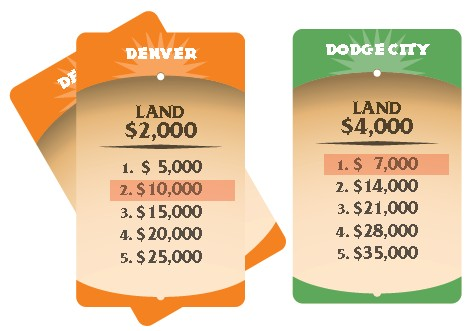 DENVER
LAND
$2,000
1. $ 5,000
2. $10,000
3. $15,000
4. $20,000
5. $25,000
DODGE CITY
LAND
$4,000
1. $ 7,000
2. $14,000
3. $21,000
4. $28,000
5. $35,000